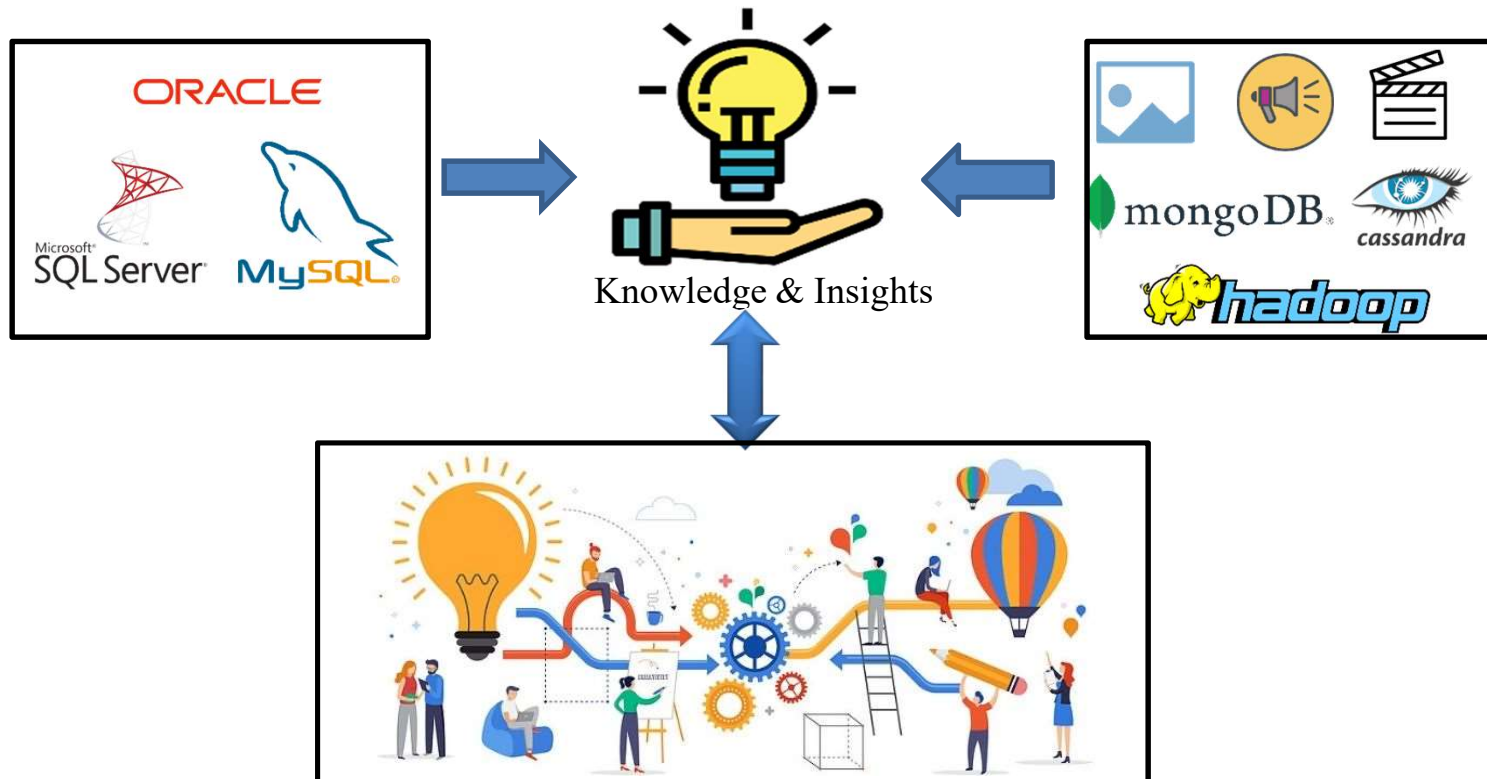 ORACLE
Microsoft®
SQL Server®
MySQL®
Knowledge & Insights
mongoDB®
cassandra
hadoop